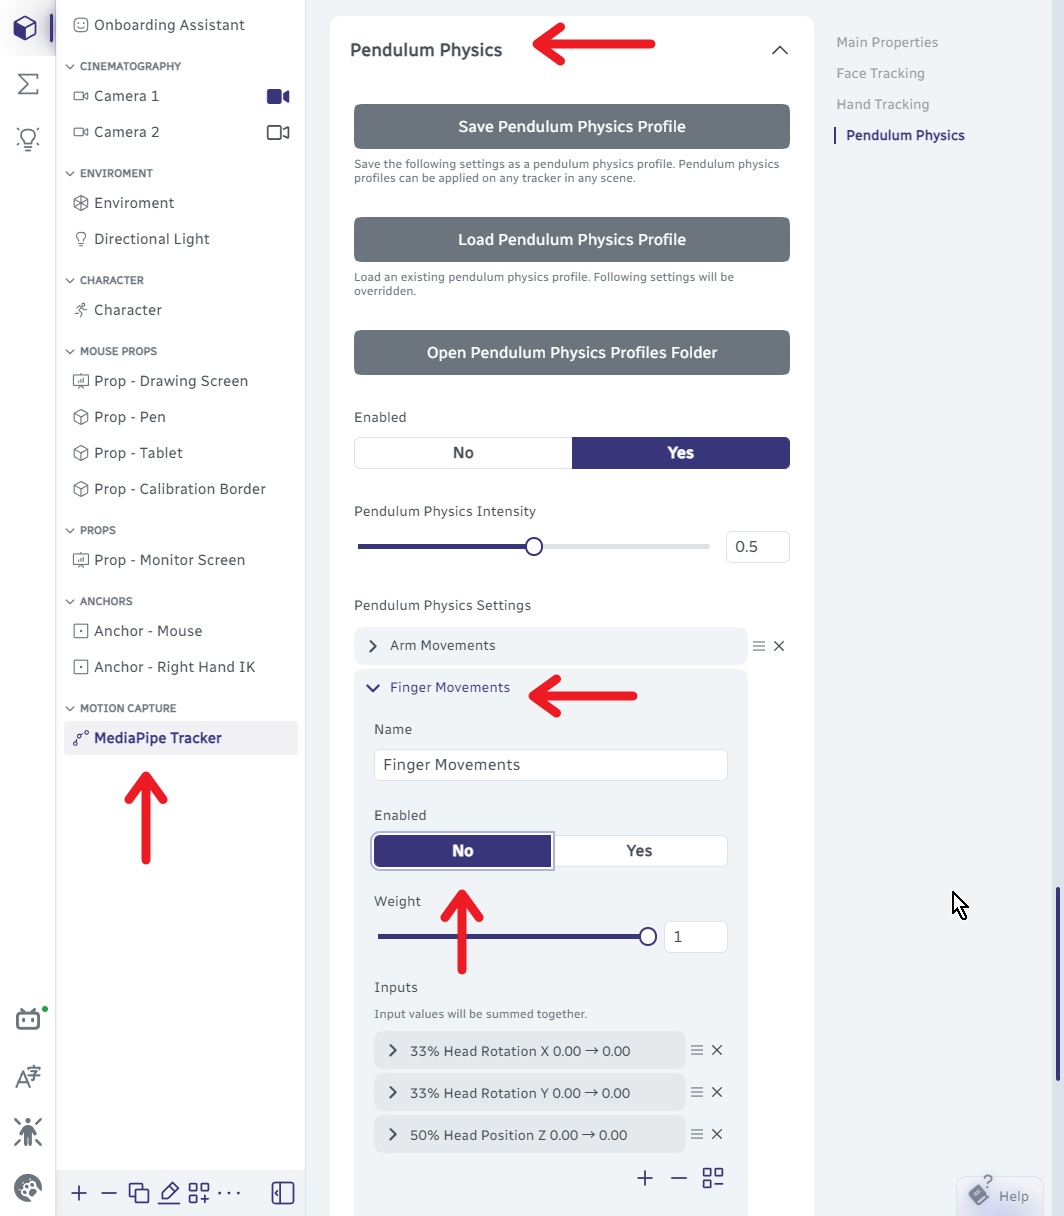 Onboarding Assistant
CINEMATOGRAPHY
Camera 1
Camera 2
ENVIROMENT
Enviroment
Directional Light
CHARACTER
Character
MOUSE PROPS
Prop - Drawing Screen
Prop - Pen
Prop - Tablet
Prop - Calibration Border
PROPS
Prop - Monitor Screen
ANCHORS
Anchor - Mouse
Anchor - Right Hand IK
MOTION CAPTURE
MediaPipe Tracker
Pendulum Physics
Save Pendulum Physics Profile
Save the following settings as a pendulum physics profile. Pendulum physics
profiles can be applied on any tracker in any scene.
Load Pendulum Physics Profile
Load an existing pendulum physics profile. Following settings will be
overridden.
Open Pendulum Physics Profiles Folder
Enabled
No Yes
Pendulum Physics Intensity
0.5
Pendulum Physics Settings
Arm Movements
Finger Movements
Name
Finger Movements
Enabled
No Yes
Weight
1
Inputs
Input values will be summed together.
33% Head Rotation X 0.00 → 0.00
33% Head Rotation Y 0.00 → 0.00
50% Head Position Z 0.00 → 0.00
Main Properties
Face Tracking
Hand Tracking
Pendulum Physics
Help